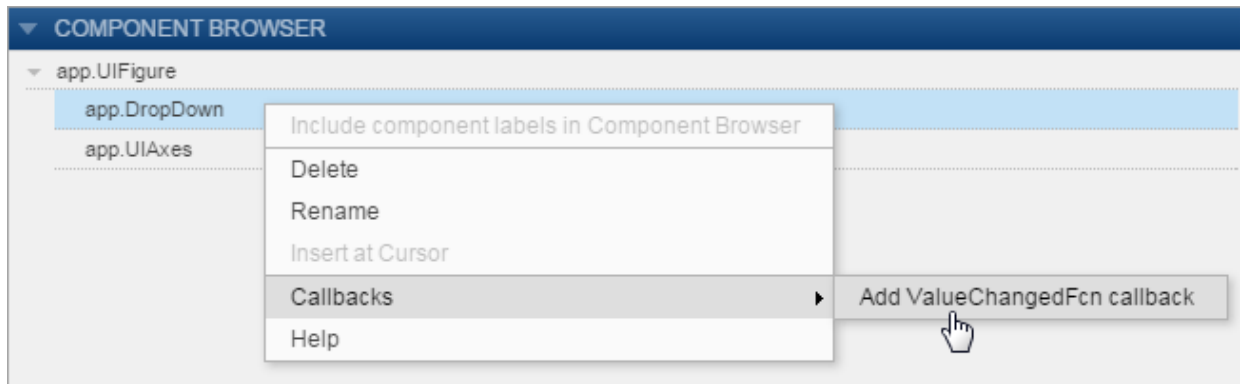 COMPONENT BROWSER
app.UIFigure
app.DropDown
Include component labels in Component Browser
app.UIAxes
Delete
Rename
Insert at Cursor
Callbacks
Add ValueChangedFcn callback
Help